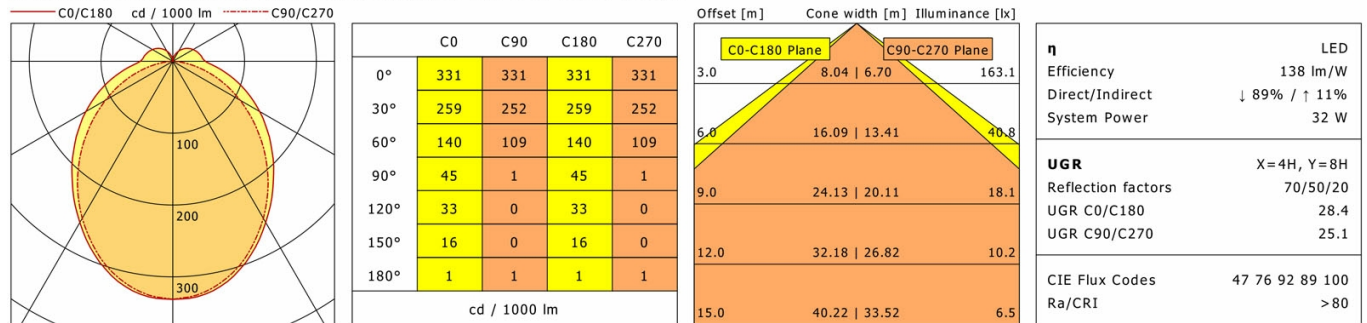 C0/C180 cd / 1000 lm C90/C270
100
200
300
C0 C90 C180 C270
0° 331 331 331 331
30° 259 252 259 252
60° 140 109 140 109
90° 45 1 45 1
120° 33 0 33 0
150° 16 0 16 0
180° 1 1 1 1
cd / 1000 lm
Offset [m] Cone width [m] Illuminance [lx]
C0-C180 Plane C90-C270 Plane
3.0 8.04 | 6.70 163.1
6.0 16.09 | 13.41 40.8
9.0 24.13 | 20.11 18.1
12.0 32.18 | 26.82 10.2
15.0 40.22 | 33.52 6.5
η LED
Efficiency 138 lm/W
Direct/Indirect ↓ 89% / ↑ 11%
System Power 32 W
UGR X=4H, Y=8H
Reflection factors 70/50/20
UGR C0/C180 28.4
UGR C90/C270 25.1
CIE Flux Codes 47 76 92 89 100
Ra/CRI >80